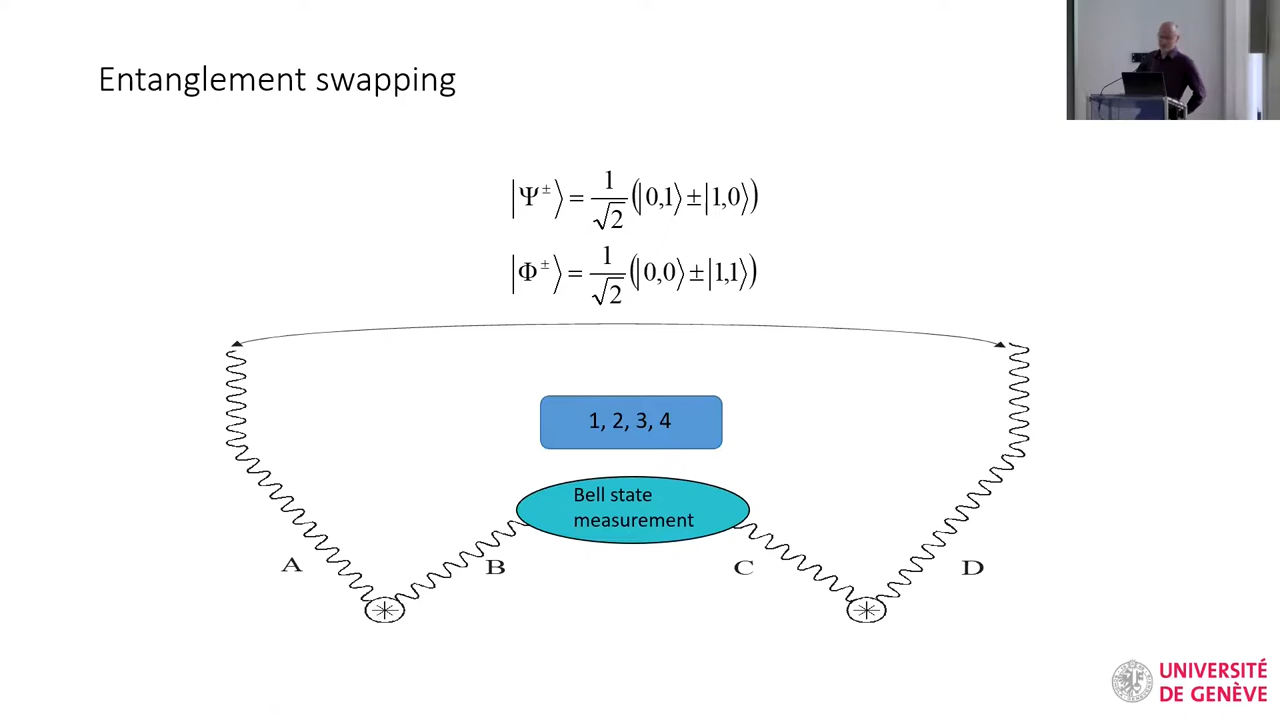 Entanglement swapping
|Ψ±⟩ = 1/√2 (|0,1⟩ ± |1,0⟩)
|Φ±⟩ = 1/√2 (|0,0⟩ ± |1,1⟩)
1, 2, 3, 4
Bell state
measurement
A
B
C
D
UNIVERSITÉ
DE GENÈVE